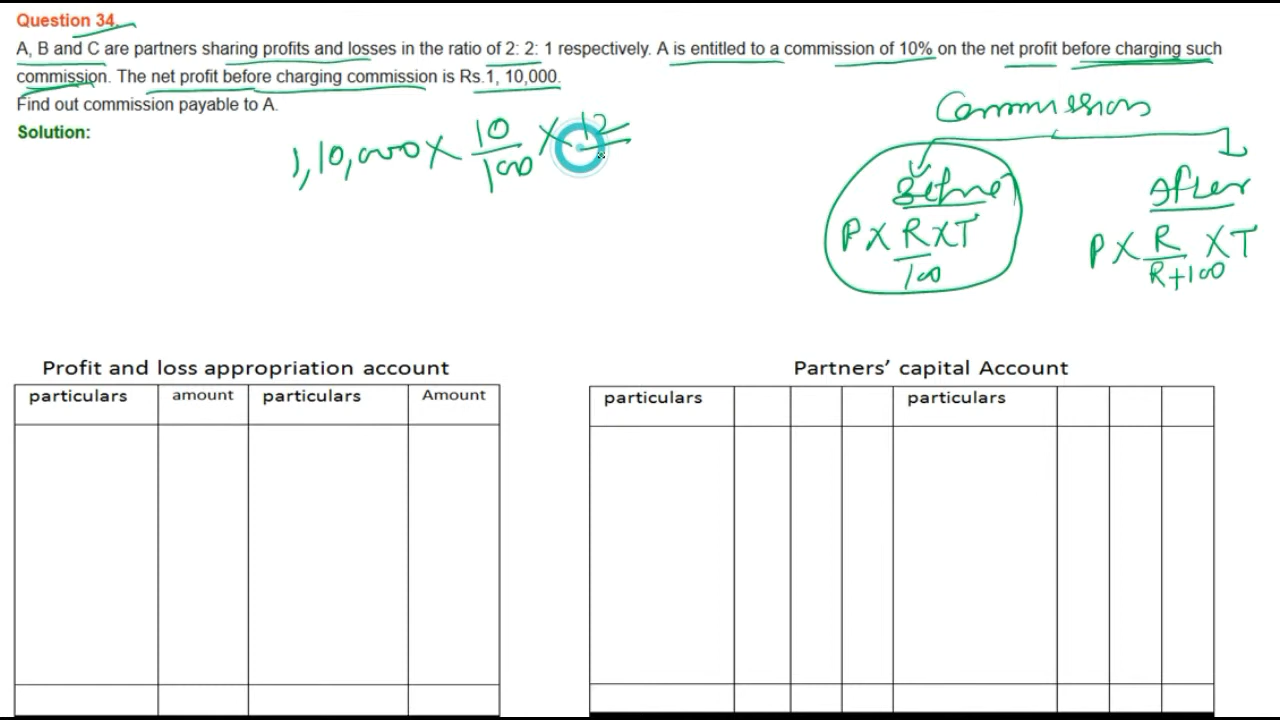 Question 34.
A, B and C are partners sharing profits and losses in the ratio of 2: 2: 1 respectively. A is entitled to a commission of 10% on the net profit before charging such
commission. The net profit before charging commission is Rs.1, 10,000.
Find out commission payable to A.
Solution:
Commission
1,10,000 × 10/100 × 12
Before
After
P × R/100 × T
P × R/R+100 × T
Profit and loss appropriation account
Partners' capital Account
particulars amount particulars Amount
particulars particulars